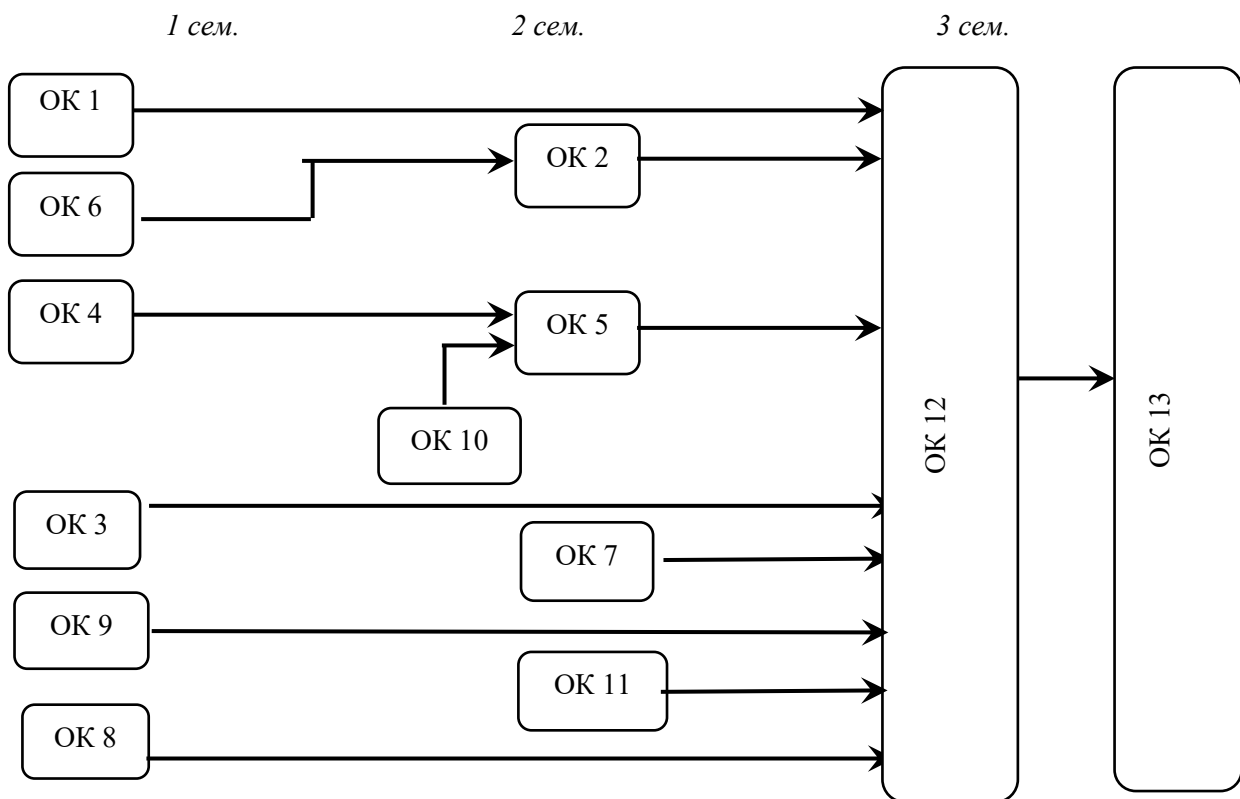 1 сем.
2 сем.
3 сем.
ОК 1
ОК 2
ОК 6
ОК 4
ОК 5
ОК 10
ОК 12
ОК 13
ОК 3
ОК 7
ОК 9
ОК 11
ОК 8